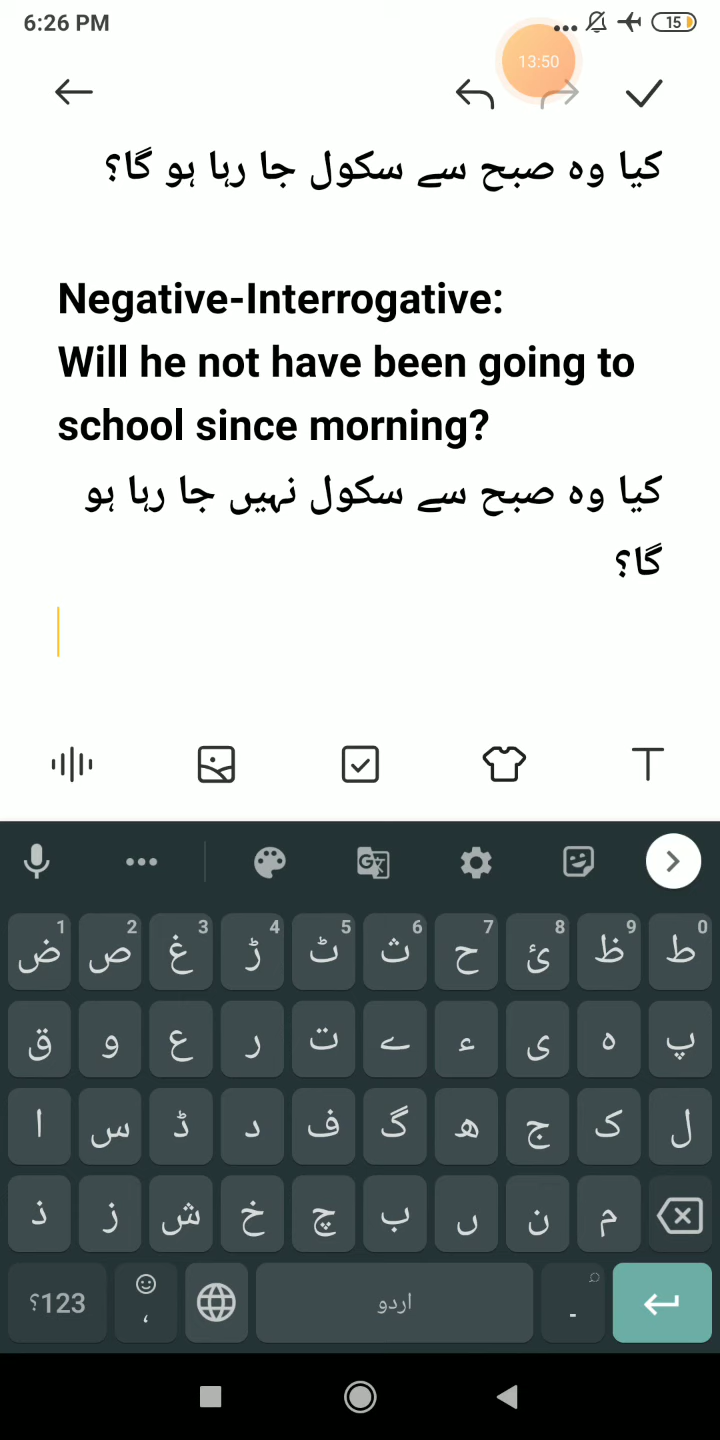 6:26 PM
15
13:50
کیا وہ صبح سے سکول جا رہا ہو گا؟
Negative-Interrogative:
Will he not have been going to
school since morning?
کیا وہ صبح سے سکول نہیں جا رہا ہو
گا؟
1 2 3 4 5 6 7 8 9 0
ض ص غ ڑ ٹ ث ح ئ ظ ط
ق و ع ر ت ے ء ی ہ پ
ا س ڈ د ف گ ھ ج ک ل
ذ ز ش خ چ ب ں ن م
؟123 ، اردو ۔